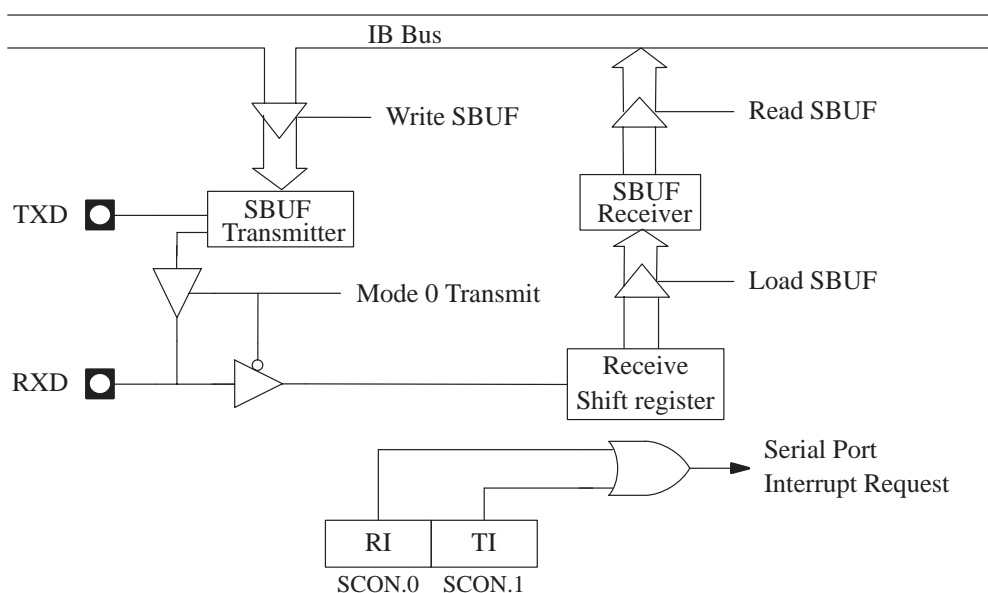 IB Bus
Write SBUF
Read SBUF
TXD
SBUF
Transmitter
SBUF
Receiver
Mode 0 Transmit
Load SBUF
RXD
Receive
Shift register
Serial Port
Interrupt Request
RI
TI
SCON.0
SCON.1